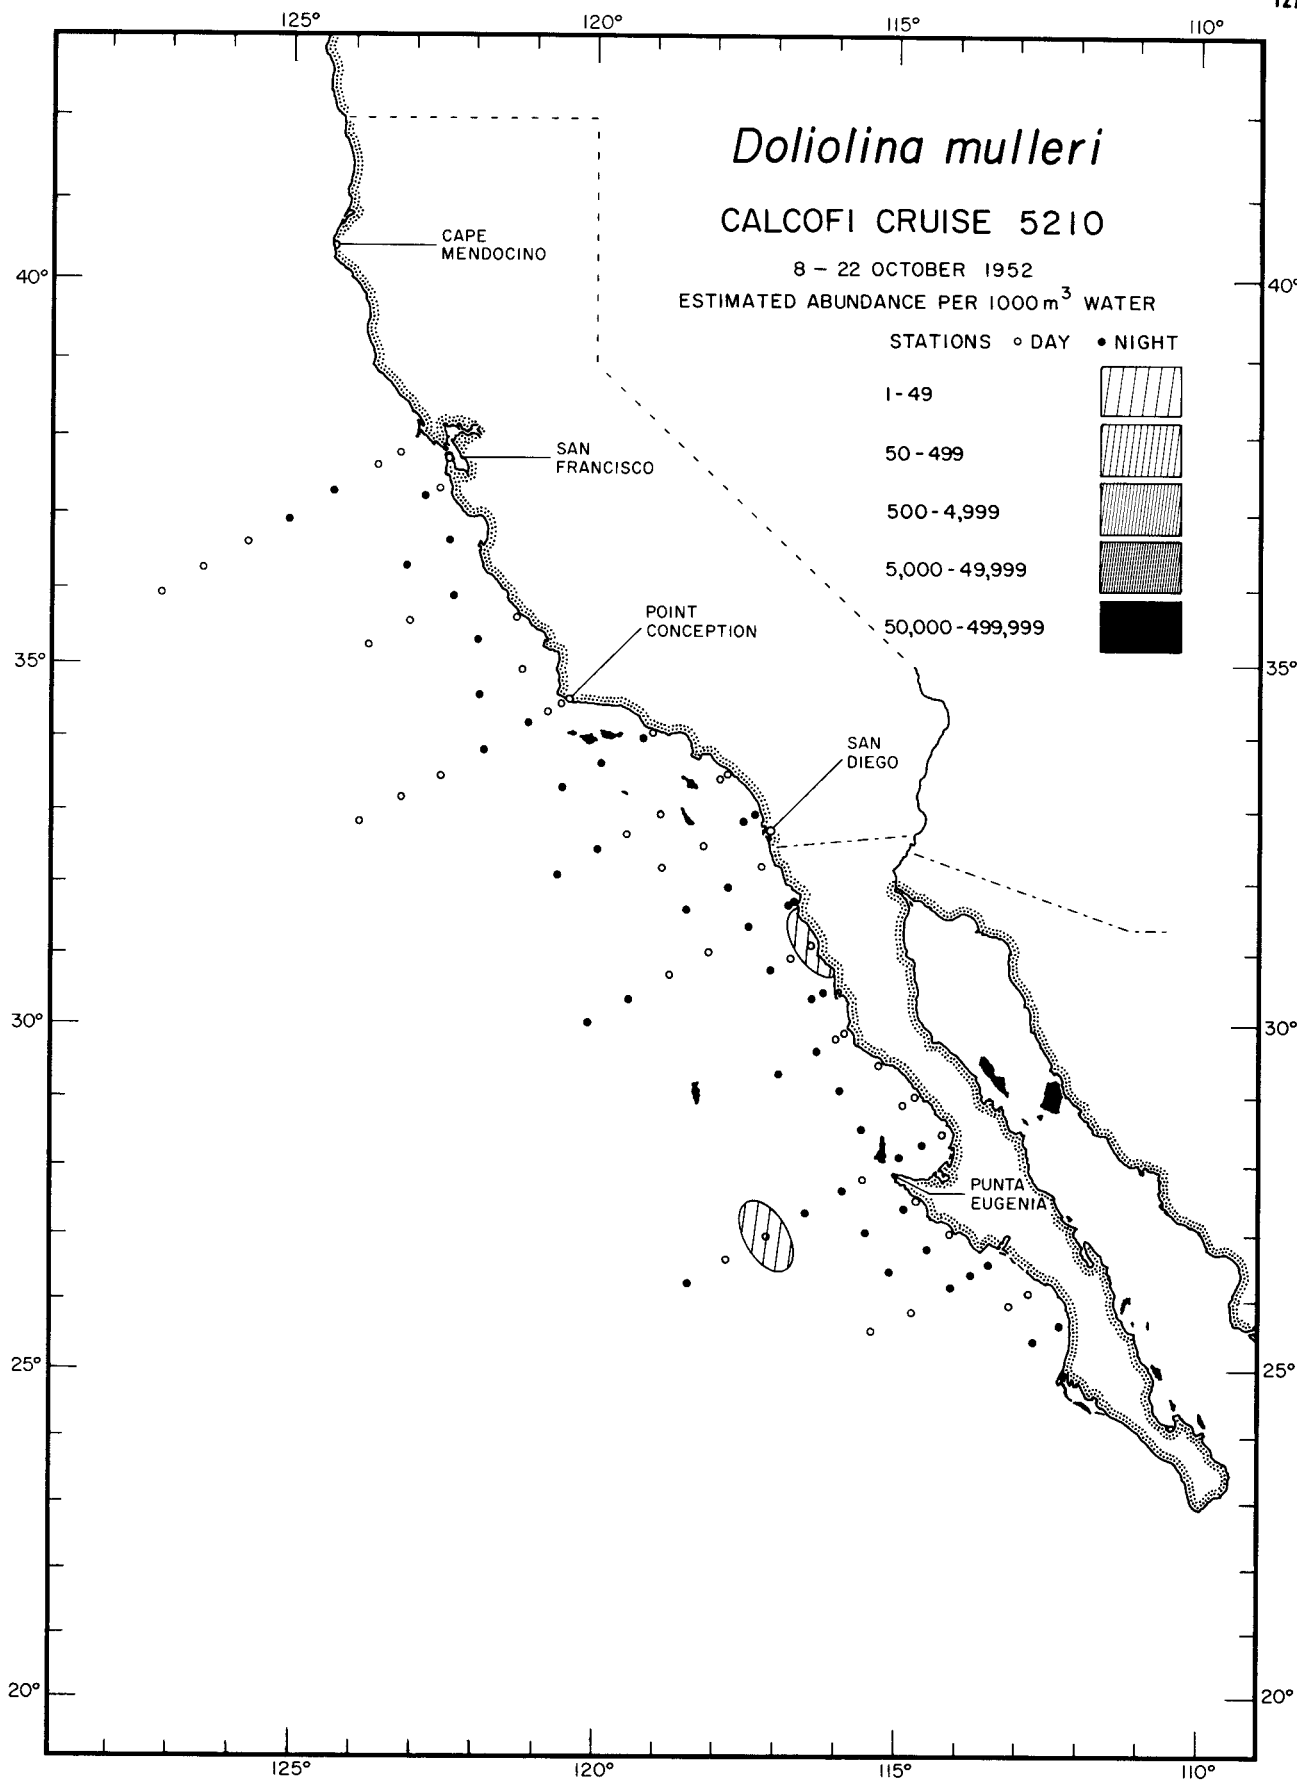 125° 120° 115° 110°
Doliolina mulleri
CALCOFI CRUISE 5210
8 – 22 OCTOBER 1952
ESTIMATED ABUNDANCE PER 1000 m³ WATER
STATIONS ○ DAY ● NIGHT
1-49
50-499
500-4,999
5,000-49,999
50,000-499,999
CAPE
MENDOCINO
40° 40°
SAN
FRANCISCO
POINT
CONCEPTION
35° 35°
SAN
DIEGO
30° 30°
PUNTA
EUGENIA
25° 25°
20° 20°
125° 120° 115° 110°